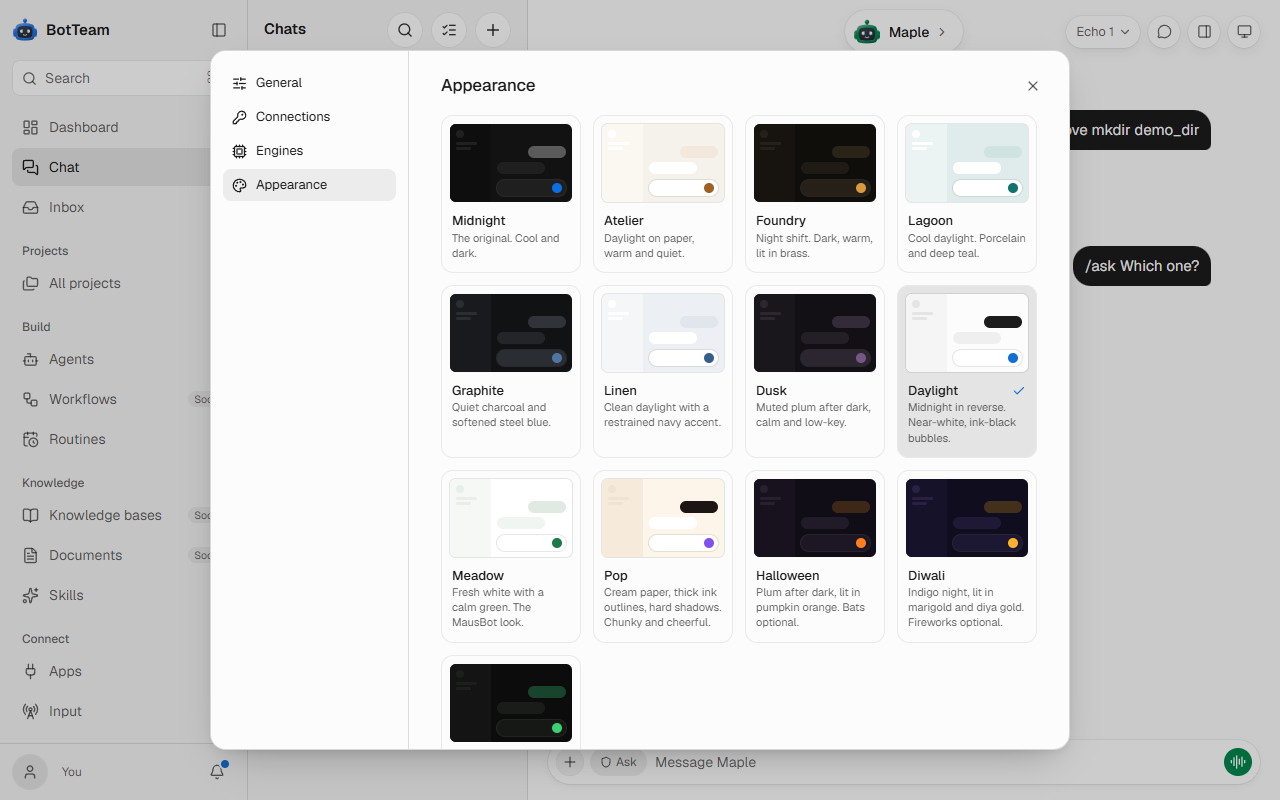 BotTeam
Search
Dashboard
Chat
Inbox
Projects
All projects
Build
Agents
Workflows
Routines
Knowledge
Knowledge bases
Documents
Skills
Connect
Apps
Input
You
Chats
Maple
Echo 1
ove mkdir demo_dir
/ask Which one?
Ask
Message Maple
General
Connections
Engines
Appearance
Appearance
Midnight
The original. Cool and
dark.
Atelier
Daylight on paper,
warm and quiet.
Foundry
Night shift. Dark, warm,
lit in brass.
Lagoon
Cool daylight. Porcelain
and deep teal.
Graphite
Quiet charcoal and
softened steel blue.
Linen
Clean daylight with a
restrained navy accent.
Dusk
Muted plum after dark,
calm and low-key.
Daylight
Midnight in reverse.
Near-white, ink-black
bubbles.
Meadow
Fresh white with a
calm green. The
MausBot look.
Pop
Cream paper, thick ink
outlines, hard shadows.
Chunky and cheerful.
Halloween
Plum after dark, lit in
pumpkin orange. Bats
optional.
Diwali
Indigo night, lit in
marigold and diya gold.
Fireworks optional.